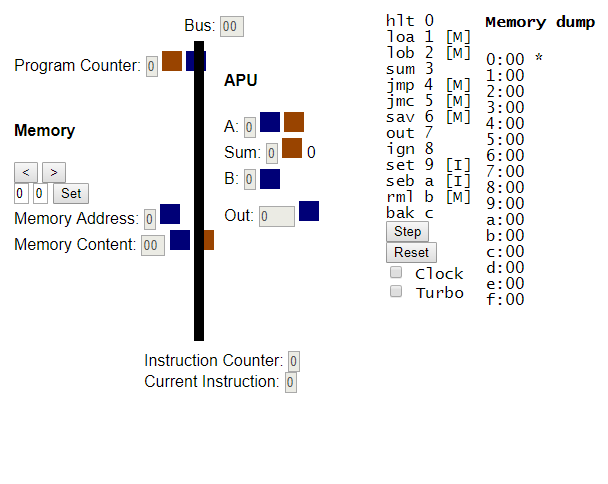 Bus: 00
Program Counter: 0
APU
Memory
A: 0
Sum: 0 0
B: 0
< >
0 0 Set
Memory Address: 0
Out: 0
Memory Content: 00
Instruction Counter: 0
Current Instruction: 0
hlt 0
loa 1 [M]
lob 2 [M]
sum 3
jmp 4 [M]
jmc 5 [M]
sav 6 [M]
out 7
ign 8
set 9 [I]
seb a [I]
rml b [M]
bak c
Step
Reset
Clock
Turbo
Memory dump
0:00 *
1:00
2:00
3:00
4:00
5:00
6:00
7:00
8:00
9:00
a:00
b:00
c:00
d:00
e:00
f:00